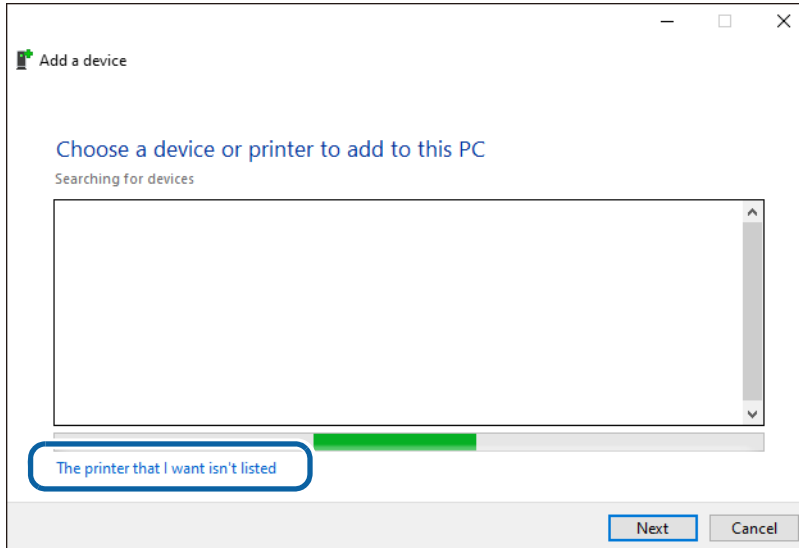 Add a device
Choose a device or printer to add to this PC
Searching for devices
The printer that I want isn't listed
Next
Cancel